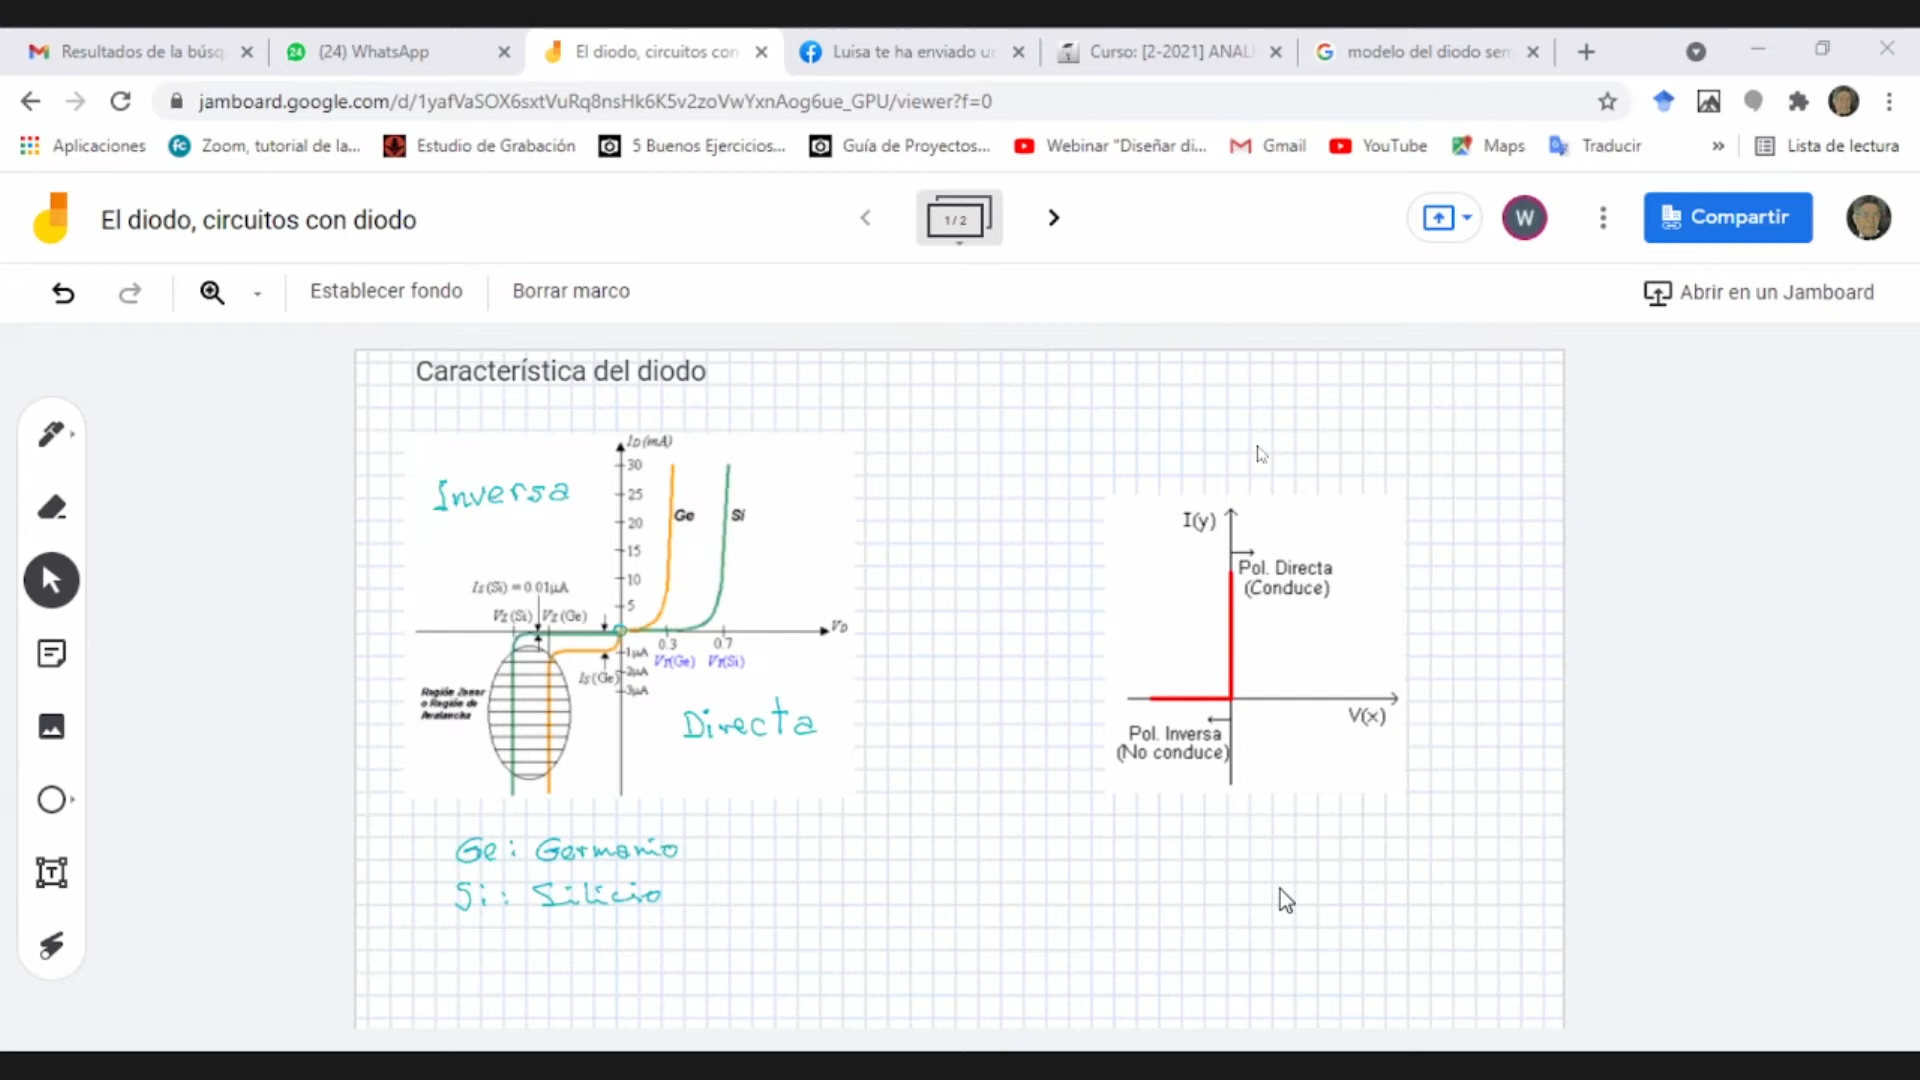 Resultados de la búsq
(24) WhatsApp
El diodo, circuitos con
Luisa te ha enviado u
Curso: [2-2021] ANAL
modelo del diodo sem
jamboard.google.com/d/1yafVaSOX6sxtVuRq8nsHk6K5v2zoVwYxnAog6ue_GPU/viewer?f=0
Aplicaciones
Zoom, tutorial de la...
Estudio de Grabación
5 Buenos Ejercicios...
Guía de Proyectos...
Webinar "Diseñar di...
Gmail
YouTube
Maps
Traducir
»
Lista de lectura
El diodo, circuitos con diodo
1 / 2
W
Compartir
Establecer fondo
Borrar marco
Abrir en un Jamboard
Característica del diodo
ID(mA)
30
25
20
15
10
5
Inversa
Ge
Si
Is(Si) = 0.01μA
Vz(Si)
Vz(Ge)
VD
0.3
0.7
VT(Ge)
VT(Si)
1μA
2μA
3μA
Is(Ge)
Región Zener
o Región de
Avalancha
Directa
Ge: Germanio
Si: Silicio
I(y)
Pol. Directa
(Conduce)
V(x)
Pol. Inversa
(No conduce)